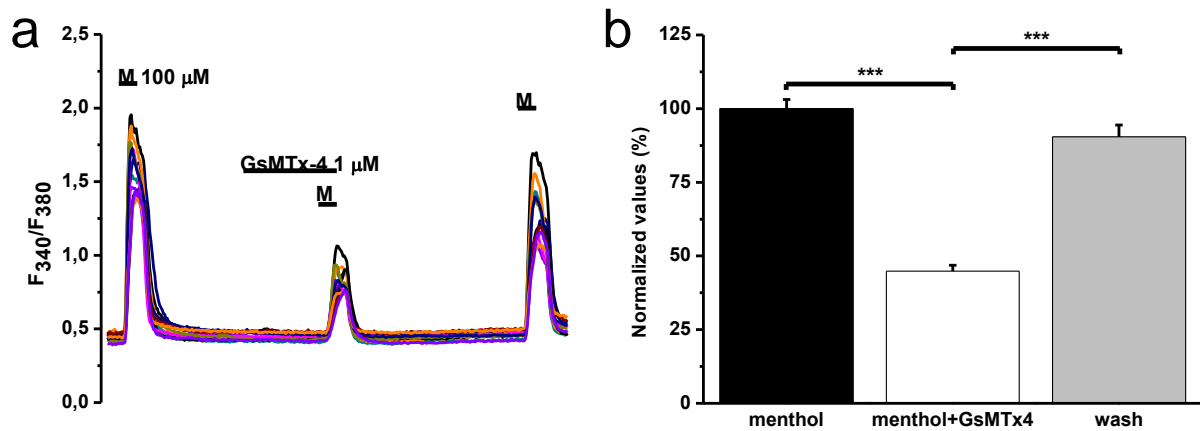 a
2,5
2,0
1,5
1,0
0,5
0,0
F340/F380
M 100 μM
GsMTx-4 1 μM
M
M
b
125
100
75
50
25
0
Normalized values (%)
***
***
menthol
menthol+GsMTx4
wash